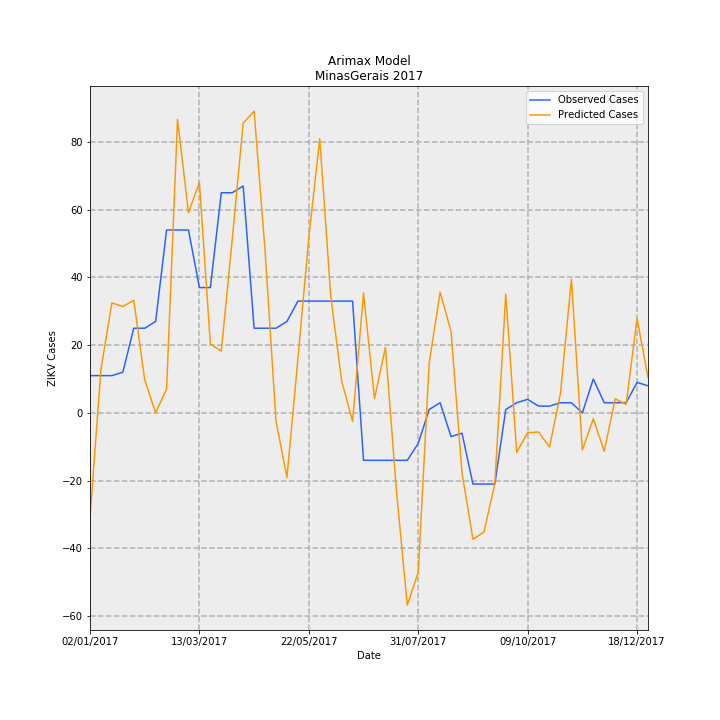 Arimax Model
MinasGerais 2017
Observed Cases
Predicted Cases
ZIKV Cases
80
60
40
20
0
−20
−40
−60
02/01/2017
13/03/2017
22/05/2017
31/07/2017
09/10/2017
18/12/2017
Date